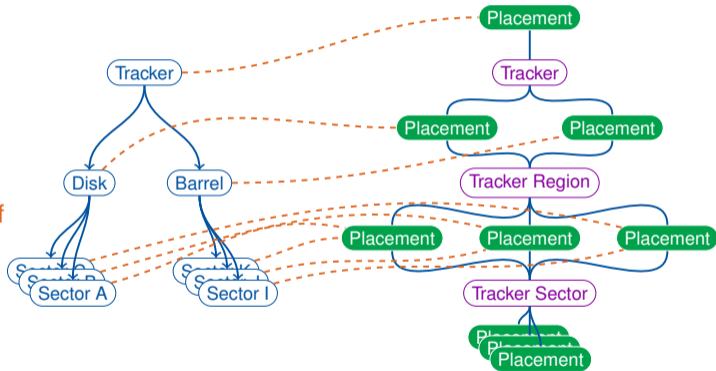 Placement
Tracker
Tracker
Placement
Placement
Disk
Barrel
Tracker Region
f
Placement
Placement
Placement
Sector A
Sector I
Tracker Sector
Placement